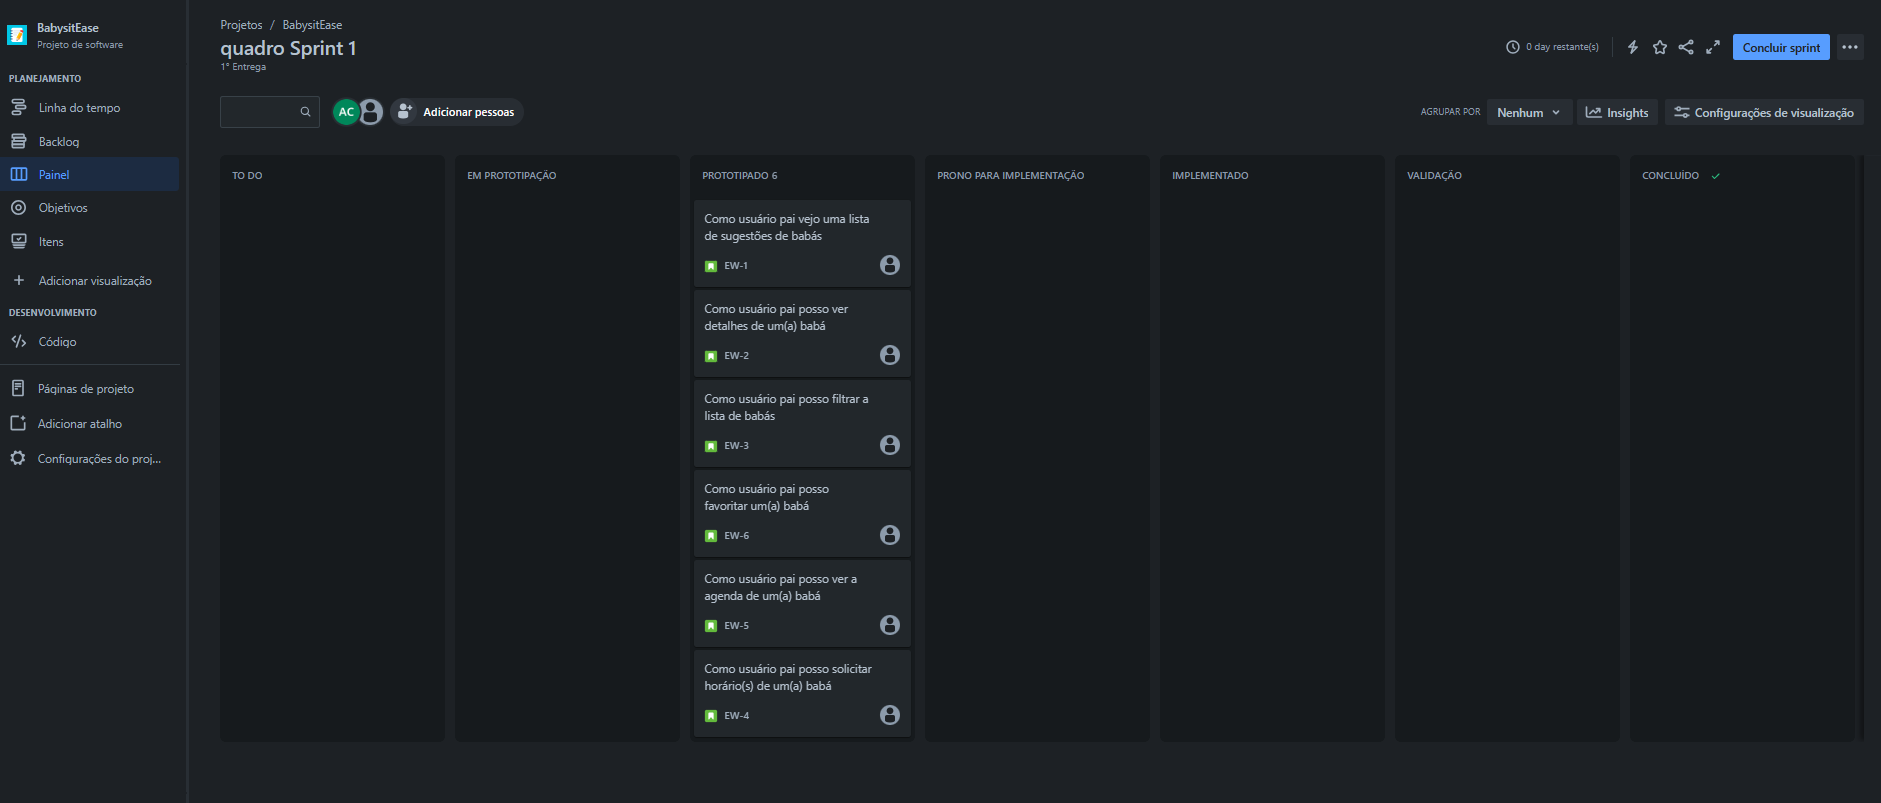 BabysitEase
Projeto de software
PLANEJAMENTO
Linha do tempo
Backlog
Painel
Objetivos
Itens
Adicionar visualização
DESENVOLVIMENTO
Código
Páginas de projeto
Adicionar atalho
Configurações do proj...
Projetos / BabysitEase
quadro Sprint 1
1° Entrega
0 day restante(s)
Concluir sprint
AC
Adicionar pessoas
AGRUPAR POR
Nenhum
Insights
Configurações de visualização
TO DO
EM PROTOTIPAÇÃO
PROTOTIPADO 6
Como usuário pai vejo uma lista
de sugestões de babás
EW-1
Como usuário pai posso ver
detalhes de um(a) babá
EW-2
Como usuário pai posso filtrar a
lista de babás
EW-3
Como usuário pai posso
favoritar um(a) babá
EW-6
Como usuário pai posso ver a
agenda de um(a) babá
EW-5
Como usuário pai posso solicitar
horário(s) de um(a) babá
EW-4
PRONO PARA IMPLEMENTAÇÃO
IMPLEMENTADO
VALIDAÇÃO
CONCLUÍDO